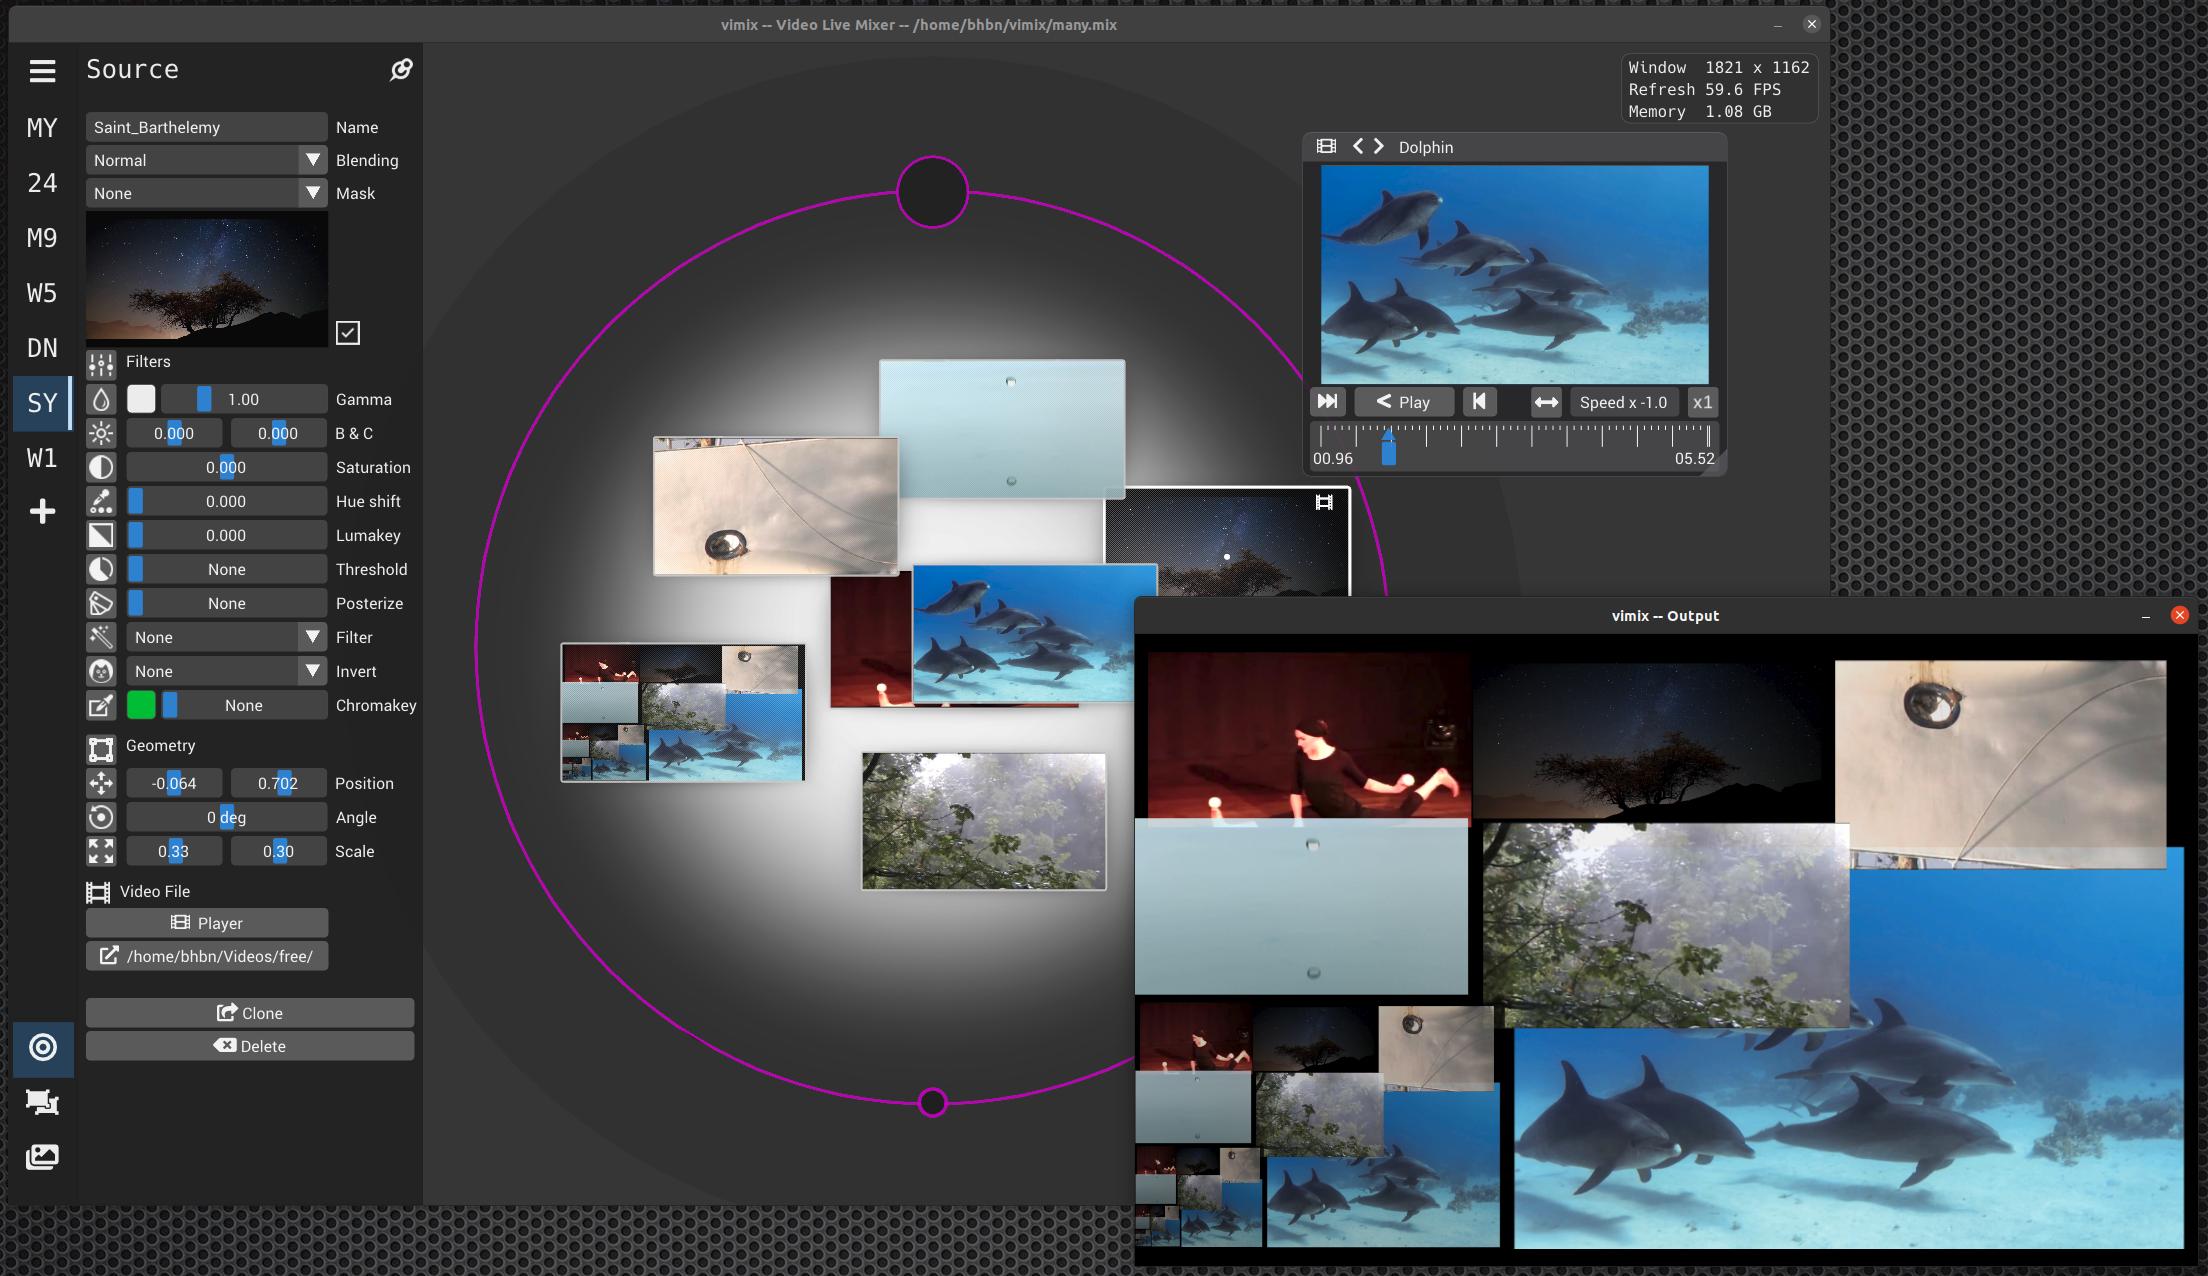 vimix -- Video Live Mixer -- /home/bhbn/vimix/many.mix
Source
MY
24
M9
W5
DN
SY
W1
Saint_Barthelemy Name
Normal Blending
None Mask
Filters
1.00 Gamma
0.000 0.000 B & C
0.000 Saturation
0.000 Hue shift
0.000 Lumakey
None Threshold
None Posterize
None Filter
None Invert
None Chromakey
Geometry
-0.064 0.702 Position
0 deg Angle
0.33 0.30 Scale
Video File
Player
/home/bhbn/Videos/free/
Clone
Delete
Window 1821 x 1162
Refresh 59.6 FPS
Memory 1.08 GB
Dolphin
< Play Speed x -1.0 x1
00.96 05.52
vimix -- Output